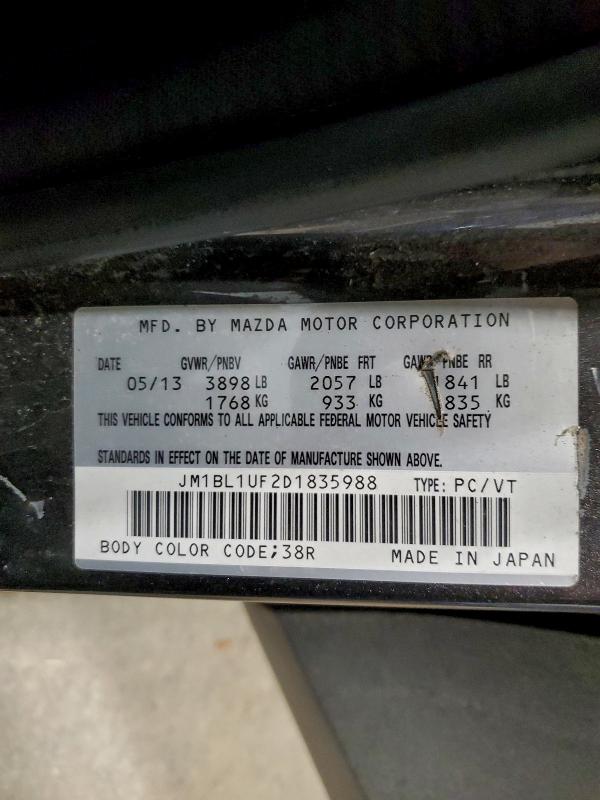 MFD. BY MAZDA MOTOR CORPORATION
DATE GVWR/PNBV GAWR/PNBE FRT PNBE RR
05/13 3898 LB 2057 LB 841 LB
1768 KG 933 KG 835 KG
THIS VEHICLE CONFORMS TO ALL APPLICABLE FEDERAL MOTOR VEHICLE SAFETY
STANDARDS IN EFFECT ON THE DATE OF MANUFACTURE SHOWN ABOVE.
JM1BL1UF2D1835988 TYPE: PC/VT
BODY COLOR CODE;38R MADE IN JAPAN